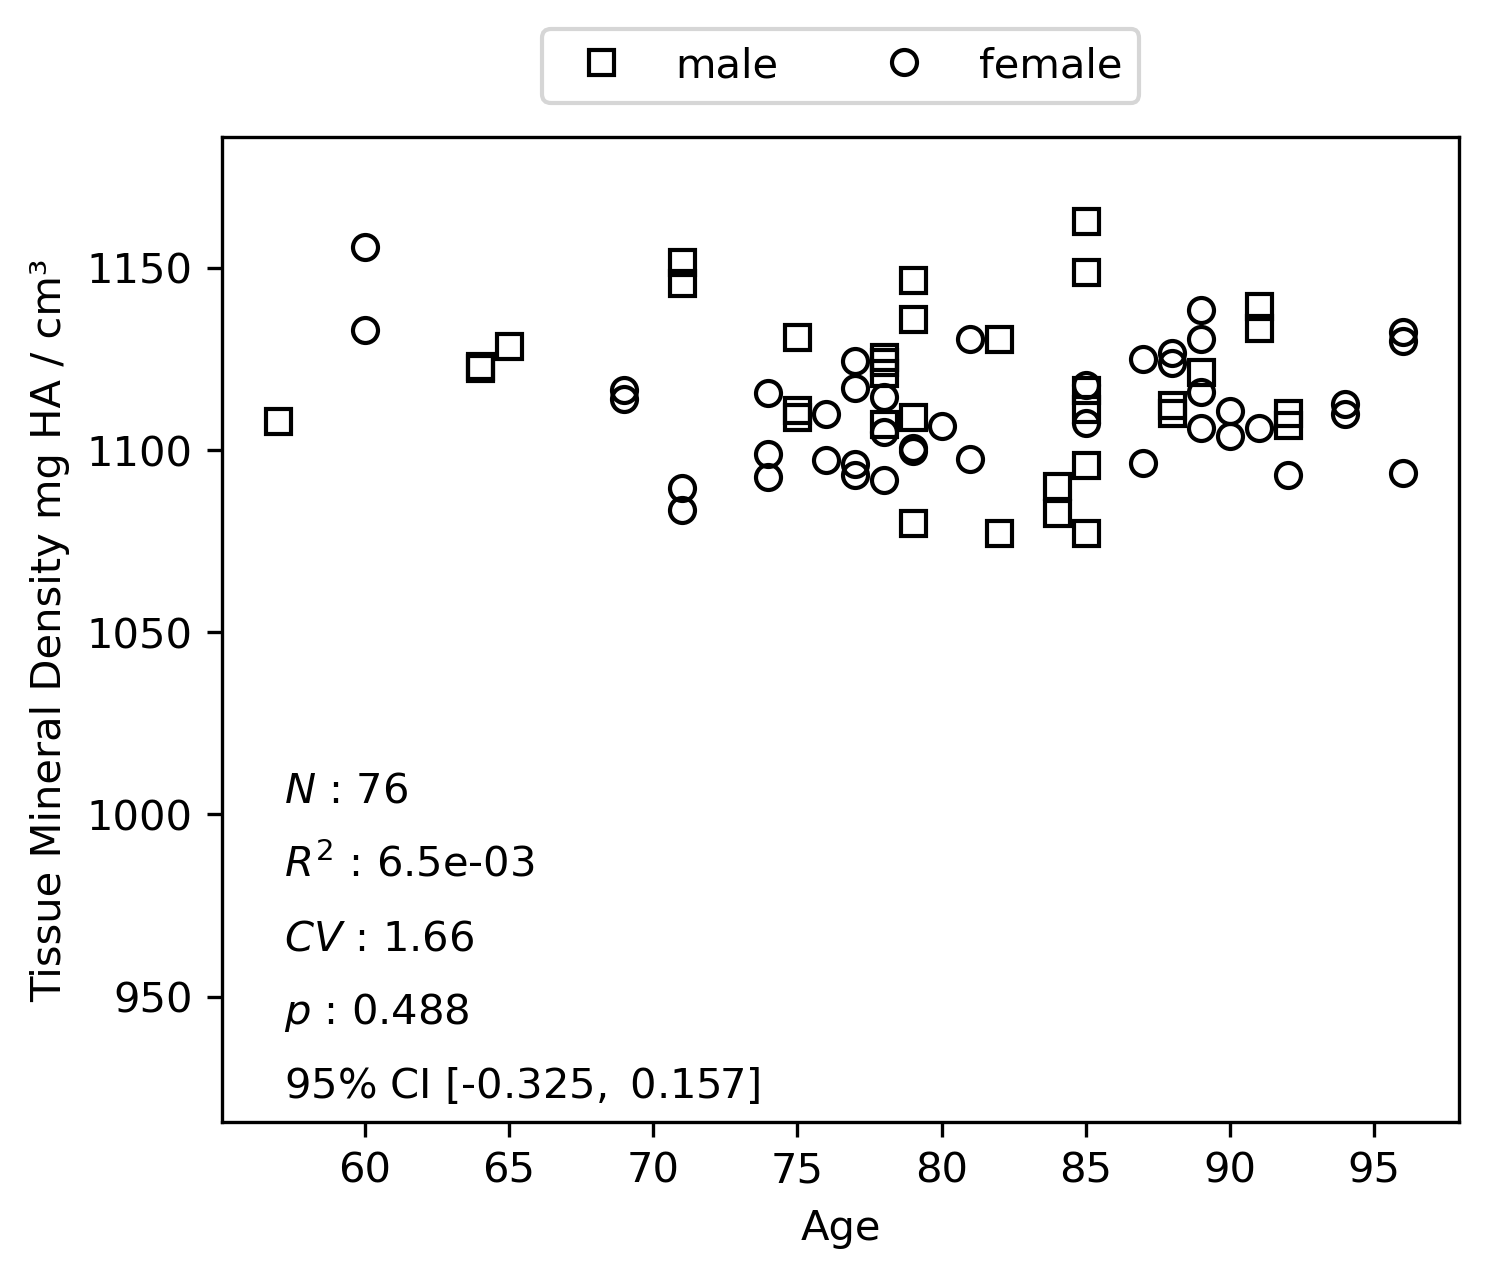 male female
Tissue Mineral Density mg HA / cm³
1150
1100
1050
1000
950
N : 76
R² : 6.5e-03
CV : 1.66
p : 0.488
95% CI [-0.325, 0.157]
60 65 70 75 80 85 90 95
Age